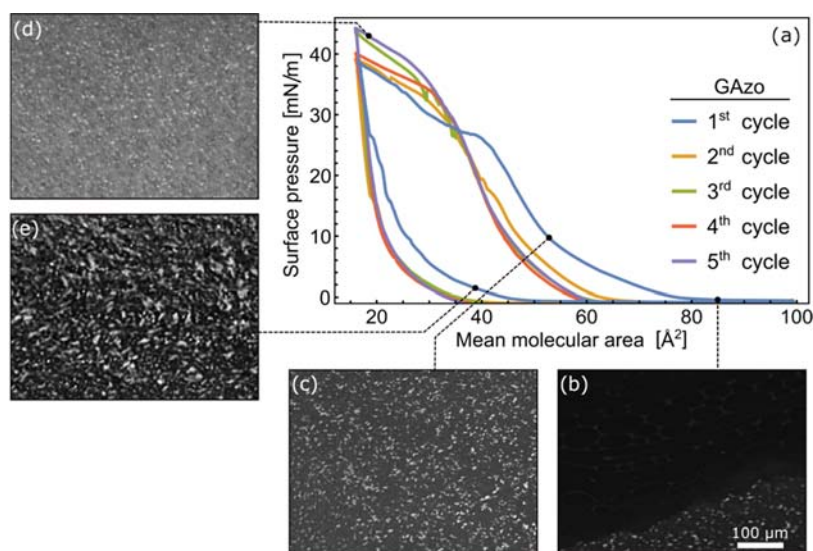 (d)
(a)
Surface pressure [mN/m]
40
30
20
10
0
20
40
60
80
100
Mean molecular area [Å²]
GAzo
1st cycle
2nd cycle
3rd cycle
4th cycle
5th cycle
(e)
(c)
(b)
100 µm